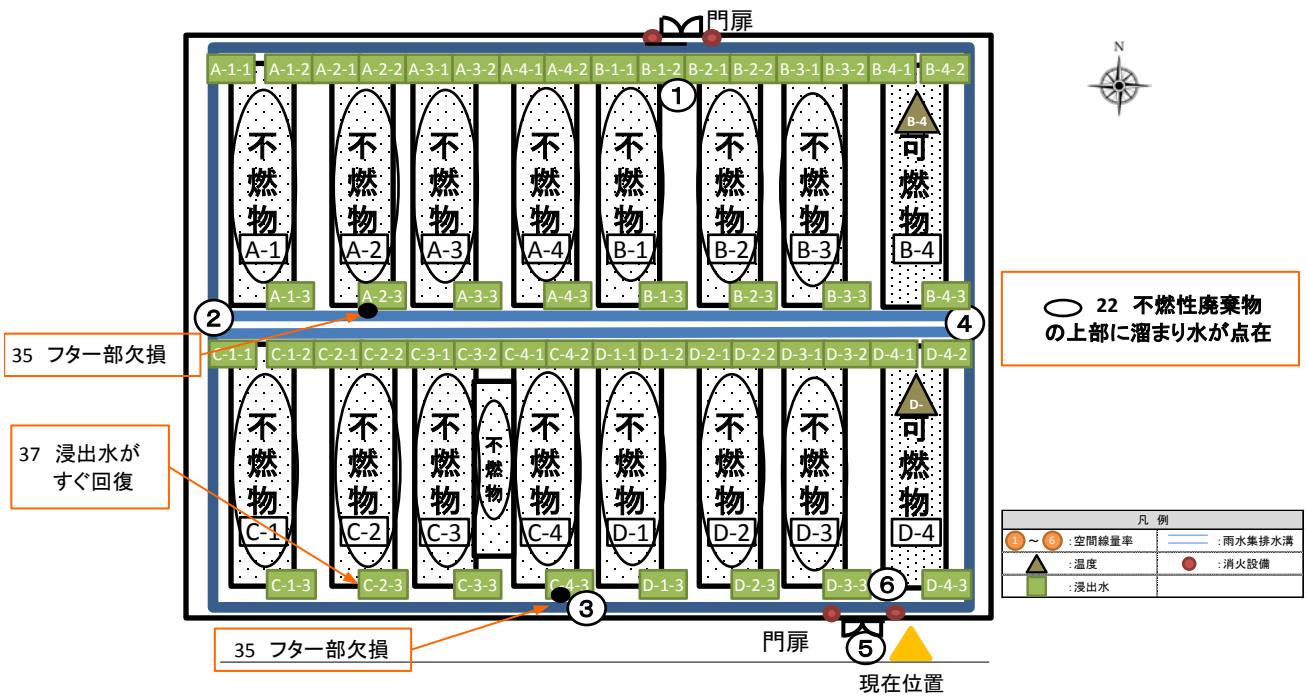 門扉
N
A-1-1 A-1-2 A-2-1 A-2-2 A-3-1 A-3-2 A-4-1 A-4-2 B-1-1 B-1-2 B-2-1 B-2-2 B-3-1 B-3-2 B-4-1 B-4-2
①
B-4
不燃物 不燃物 不燃物 不燃物 不燃物 不燃物 不燃物 可燃物
A-1 A-2 A-3 A-4 B-1 B-2 B-3 B-4
A-1-3 A-2-3 A-3-3 A-4-3 B-1-3 B-2-3 B-3-3 B-4-3
② ④
22 不燃性廃棄物
の上部に溜まり水が点在
35 フタ一部欠損
C-1-1 C-1-2 C-2-1 C-2-2 C-3-1 C-3-2 C-4-1 C-4-2 D-1-1 D-1-2 D-2-1 D-2-2 D-3-1 D-3-2 D-4-1 D-4-2
D-
37 浸出水が
すぐ回復
不燃物 不燃物 不燃物 不燃物 不燃物 不燃物 不燃物 不燃物 可燃物
C-1 C-2 C-3 C-4 D-1 D-2 D-3 D-4
C-1-3 C-2-3 C-3-3 C-4-3 D-1-3 D-2-3 D-3-3 D-4-3
③ ⑥
凡 例
①～⑥ :空間線量率 :雨水集排水溝
:温度 :消火設備
:浸出水
35 フタ一部欠損
門扉 ⑤
現在位置